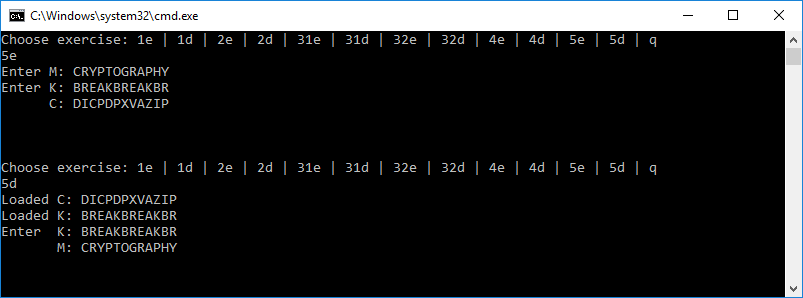 C:\Windows\system32\cmd.exe
Choose exercise: 1e | 1d | 2e | 2d | 31e | 31d | 32e | 32d | 4e | 4d | 5e | 5d | q
5e
Enter M: CRYPTOGRAPHY
Enter K: BREAKBREAKBR
      C: DICPDPXVAZIP
Choose exercise: 1e | 1d | 2e | 2d | 31e | 31d | 32e | 32d | 4e | 4d | 5e | 5d | q
5d
Loaded C: DICPDPXVAZIP
Loaded K: BREAKBREAKBR
Enter  K: BREAKBREAKBR
       M: CRYPTOGRAPHY